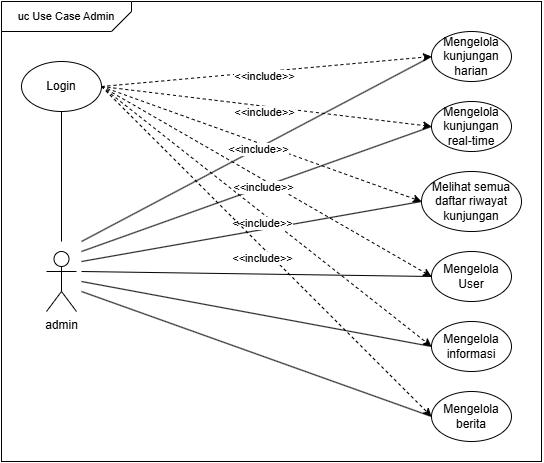 uc Use Case Admin
Mengelola
kunjungan
harian
Login
<<include>>
Mengelola
kunjungan
real-time
<<include>>
<<include>>
Melihat semua
daftar riwayat
kunjungan
<<include>>
<<include>>
<<include>>
Mengelola
User
admin
Mengelola
informasi
Mengelola
berita